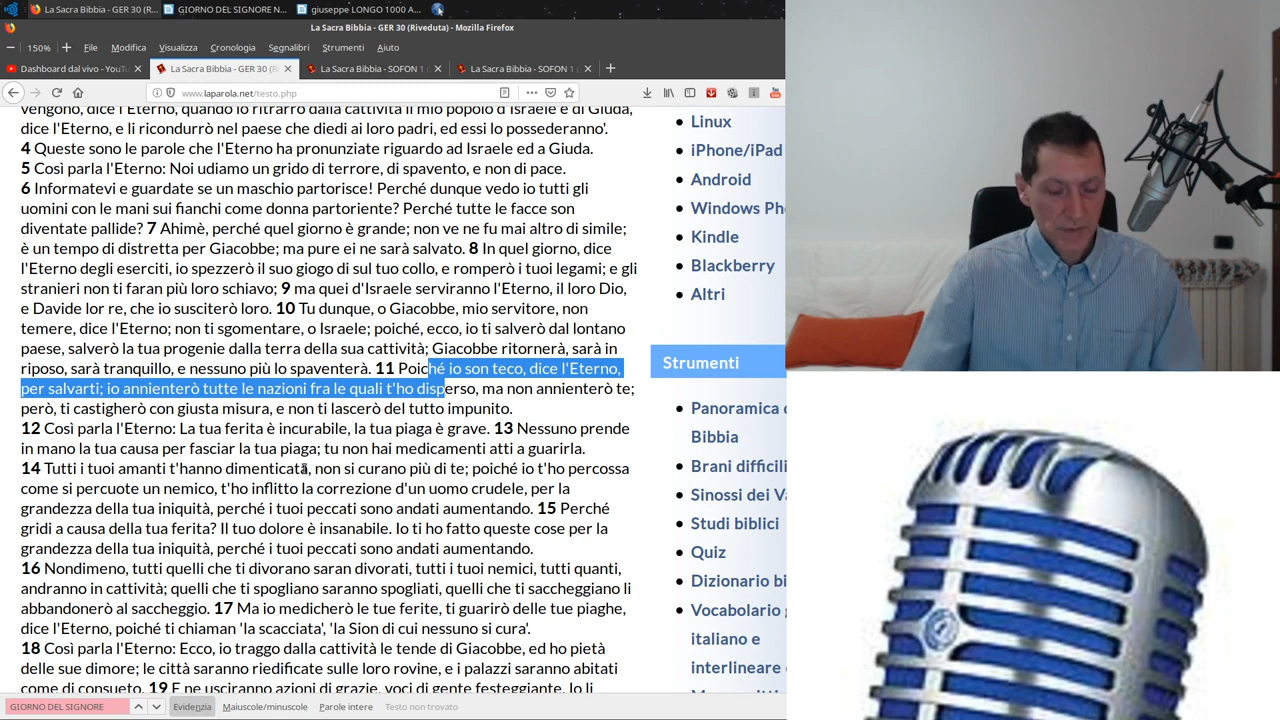 La Sacra Bibbia - GER 30 (R...
GIORNO DEL SIGNORE N...
giuseppe LONGO 1000 A...
La Sacra Bibbia - GER 30 (Riveduta) - Mozilla Firefox
150%
File Modifica Visualizza Cronologia Segnalibri Strumenti Aiuto
Dashboard dal vivo - YouTu
La Sacra Bibbia - GER 30 (Ri
La Sacra Bibbia - SOFON 1 (
La Sacra Bibbia - SOFON 1 :
www.laparola.net/testo.php
vengono, dice l'Eterno, quando lo ritrarrò dalla cattività il mio popolo d'Israele e di Giuda,
dice l'Eterno, e li ricondurrò nel paese che diedi ai loro padri, ed essi lo possederanno'.
4 Queste sono le parole che l'Eterno ha pronunziate riguardo ad Israele ed a Giuda.
5 Così parla l'Eterno: Noi udiamo un grido di terrore, di spavento, e non di pace.
6 Informatevi e guardate se un maschio partorisce! Perché dunque vedo io tutti gli
uomini con le mani sui fianchi come donna partoriente? Perché tutte le facce son
diventate pallide? 7 Ahimè, perché quel giorno è grande; non ve ne fu mai altro di simile;
è un tempo di distretta per Giacobbe; ma pure ei ne sarà salvato. 8 In quel giorno, dice
l'Eterno degli eserciti, io spezzerò il suo giogo di sul tuo collo, e romperò i tuoi legami; e gli
stranieri non ti faran più loro schiavo; 9 ma quei d'Israele serviranno l'Eterno, il loro Dio,
e Davide lor re, che io susciterò loro. 10 Tu dunque, o Giacobbe, mio servitore, non
temere, dice l'Eterno; non ti sgomentare, o Israele; poiché, ecco, io ti salverò dal lontano
paese, salverò la tua progenie dalla terra della sua cattività; Giacobbe ritornerà, sarà in
riposo, sarà tranquillo, e nessuno più lo spaventerà. 11 Poiché io son teco, dice l'Eterno,
per salvarti; io annienterò tutte le nazioni fra le quali t'ho disperso, ma non annienterò te;
però, ti castigherò con giusta misura, e non ti lascerò del tutto impunito.
12 Così parla l'Eterno: La tua ferita è incurabile, la tua piaga è grave. 13 Nessuno prende
in mano la tua causa per fasciar la tua piaga; tu non hai medicamenti atti a guarirla.
14 Tutti i tuoi amanti t'hanno dimenticata, non si curano più di te; poiché io t'ho percossa
come si percuote un nemico, t'ho inflitto la correzione d'un uomo crudele, per la
grandezza della tua iniquità, perché i tuoi peccati sono andati aumentando. 15 Perché
gridi a causa della tua ferita? Il tuo dolore è insanabile. Io ti ho fatto queste cose per la
grandezza della tua iniquità, perché i tuoi peccati sono andati aumentando.
16 Nondimeno, tutti quelli che ti divorano saran divorati, tutti i tuoi nemici, tutti quanti,
andranno in cattività; quelli che ti spogliano saranno spogliati, quelli che ti saccheggiano li
abbandonerò al saccheggio. 17 Ma io medicherò le tue ferite, ti guarirò delle tue piaghe,
dice l'Eterno, poiché ti chiaman 'la scacciata', 'la Sion di cui nessuno si cura'.
18 Così parla l'Eterno: Ecco, io traggo dalla cattività le tende di Giacobbe, ed ho pietà
delle sue dimore; le città saranno riedificate sulle loro rovine, e i palazzi saranno abitati
come di consueto. 19 E ne usciranno azioni di grazie, voci di gente festeggiante. Io li
Linux
iPhone/iPad
Android
Windows Ph
Kindle
Blackberry
Altri
Strumenti
Panoramica
Bibbia
Brani difficili
Sinossi dei V
Studi biblici
Quiz
Dizionario bi
Vocabolario
italiano e
interlineare
GIORNO DEL SIGNORE
Evidenzia
Maiuscole/minuscole
Parole intere
Testo non trovato